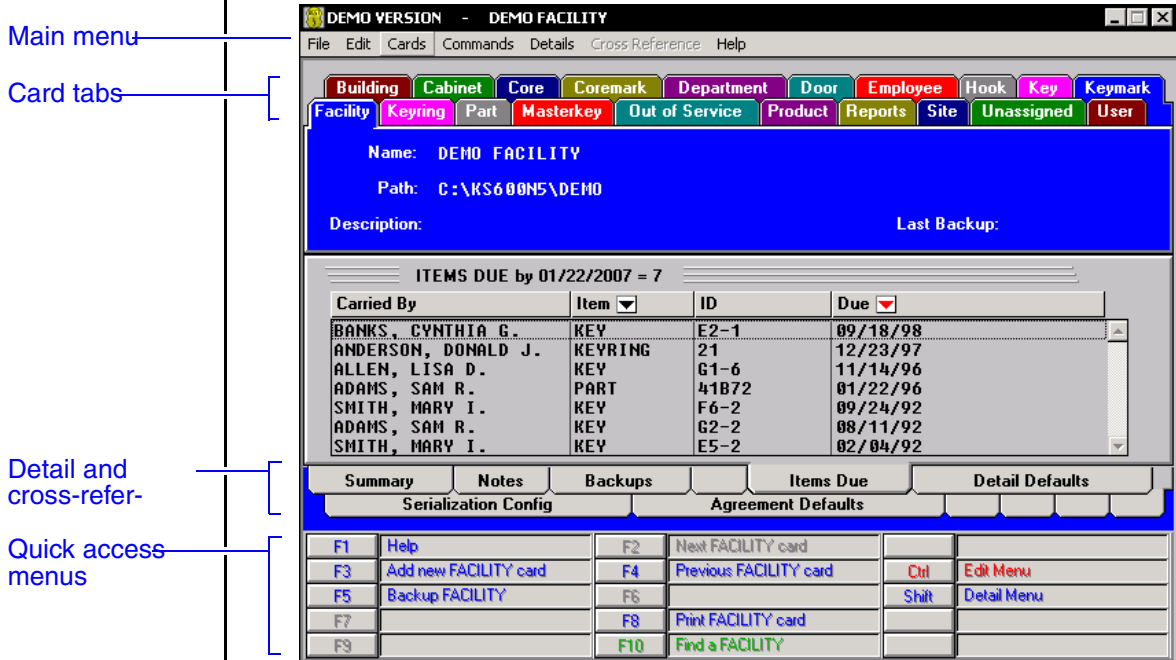 DEMO VERSION - DEMO FACILITY
Main menu
File Edit Cards Commands Details Cross Reference Help
Card tabs
Building Cabinet Core Coremark Department Door Employee Hook Key Keymark
Facility Keyring Part Masterkey Out of Service Product Reports Site Unassigned User
Name: DEMO FACILITY
Path: C:\KS600N5\DEMO
Description: Last Backup:
ITEMS DUE by 01/22/2007 = 7
Carried By Item ID Due
BANKS, CYNTHIA G. KEY E2-1 09/18/98
ANDERSON, DONALD J. KEYRING 21 12/23/97
ALLEN, LISA D. KEY G1-6 11/14/96
ADAMS, SAM R. PART 41B72 01/22/96
SMITH, MARY I. KEY F6-2 09/24/92
ADAMS, SAM R. KEY G2-2 08/11/92
SMITH, MARY I. KEY E5-2 02/04/92
Detail and
cross-refer-
Summary Notes Backups Items Due Detail Defaults
Serialization Config Agreement Defaults
Quick access
menus
F1 Help F2 Next FACILITY card
F3 Add new FACILITY card F4 Previous FACILITY card Ctrl Edit Menu
F5 Backup FACILITY F6 Shift Detail Menu
F7 F8 Print FACILITY card
F9 F10 Find a FACILITY